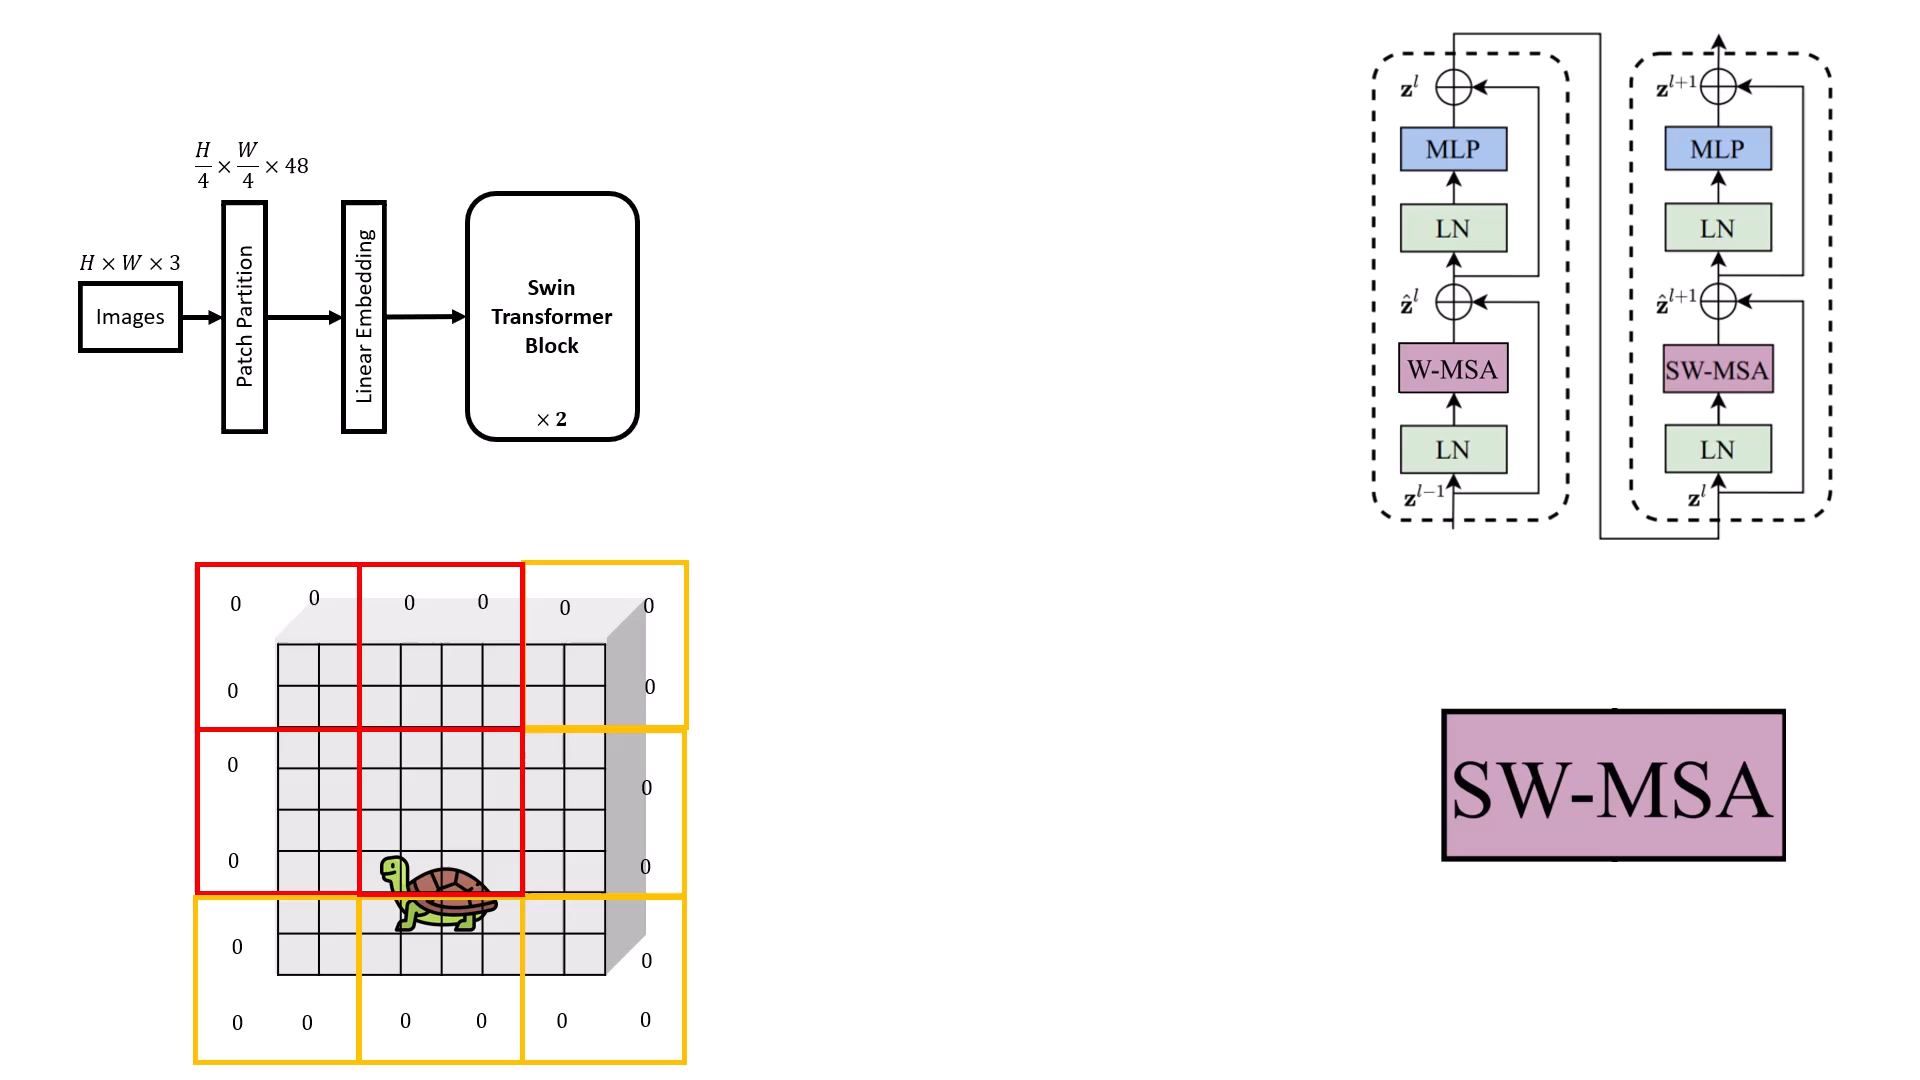 H/4 × W/4 × 48
H × W × 3
Images
Patch Partition
Linear Embedding
Swin
Transformer
Block
× 2
z^l
MLP
LN
ẑ^l
W-MSA
LN
z^{l−1}
z^{l+1}
MLP
LN
ẑ^{l+1}
SW-MSA
LN
z^l
0 0 0 0 0 0
0 0
0 0
0 0
0 0
0 0 0 0 0 0
SW-MSA